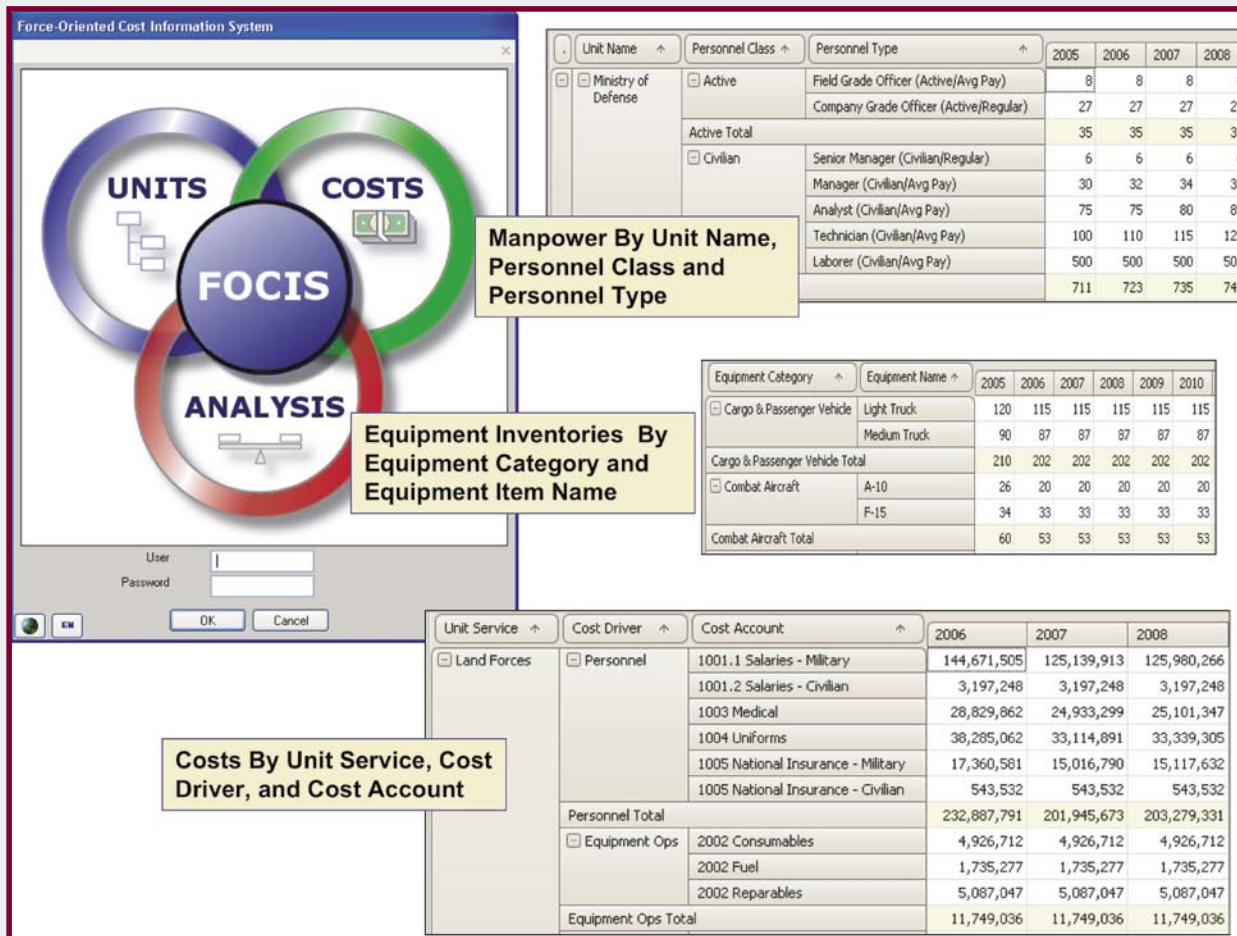 Force-Oriented Cost Information System
UNITS
COSTS
FOCIS
ANALYSIS
User
Password
OK Cancel
EN
Manpower By Unit Name,
Personnel Class and
Personnel Type
. Unit Name Personnel Class Personnel Type 2005 2006 2007 2008
Ministry of Defense Active Field Grade Officer (Active/Avg Pay) 8 8 8
Company Grade Officer (Active/Regular) 27 27 27
Active Total 35 35 35
Civilian Senior Manager (Civilian/Regular) 6 6 6
Manager (Civilian/Avg Pay) 30 32 34
Analyst (Civilian/Avg Pay) 75 75 80
Technician (Civilian/Avg Pay) 100 110 115
Laborer (Civilian/Avg Pay) 500 500 500
711 723 735
Equipment Inventories By
Equipment Category and
Equipment Item Name
Equipment Category Equipment Name 2005 2006 2007 2008 2009 2010
Cargo & Passenger Vehicle Light Truck 120 115 115 115 115 115
Medium Truck 90 87 87 87 87 87
Cargo & Passenger Vehicle Total 210 202 202 202 202 202
Combat Aircraft A-10 26 20 20 20 20 20
F-15 34 33 33 33 33 33
Combat Aircraft Total 60 53 53 53 53 53
Costs By Unit Service, Cost
Driver, and Cost Account
Unit Service Cost Driver Cost Account 2006 2007 2008
Land Forces Personnel 1001.1 Salaries - Military 144,671,505 125,139,913 125,980,266
1001.2 Salaries - Civilian 3,197,248 3,197,248 3,197,248
1003 Medical 28,829,862 24,933,299 25,101,347
1004 Uniforms 38,285,062 33,114,891 33,339,305
1005 National Insurance - Military 17,360,581 15,016,790 15,117,632
1005 National Insurance - Civilian 543,532 543,532 543,532
Personnel Total 232,887,791 201,945,673 203,279,331
Equipment Ops 2002 Consumables 4,926,712 4,926,712 4,926,712
2002 Fuel 1,735,277 1,735,277 1,735,277
2002 Reparables 5,087,047 5,087,047 5,087,047
Equipment Ops Total 11,749,036 11,749,036 11,749,036